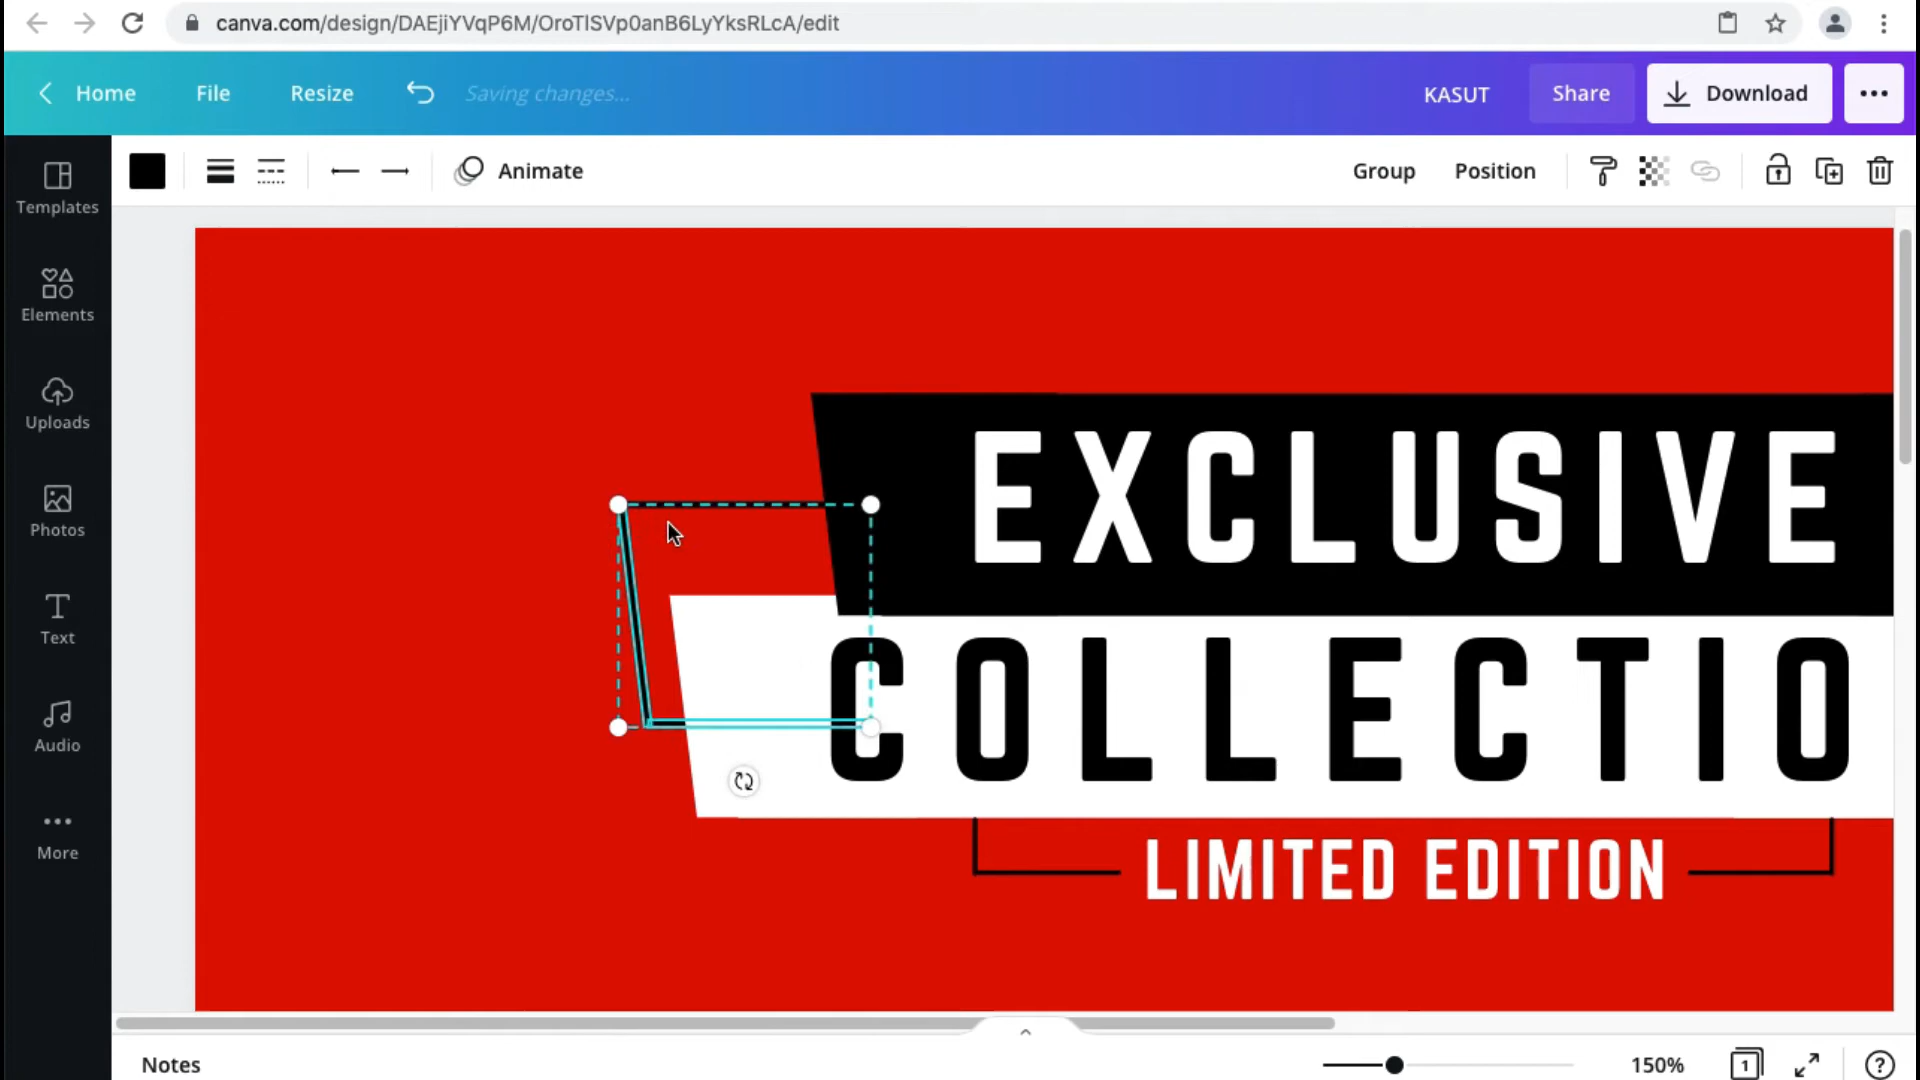 canva.com/design/DAEjiYVqP6M/OroTlSVp0anB6LyYksRLcA/edit
Home File Resize Saving changes... KASUT Share Download
Animate Group Position
Templates
Elements
Uploads
Photos
Text
Audio
More
EXCLUSIVE
COLLECTIO
LIMITED EDITION
Notes 150% 1 ?